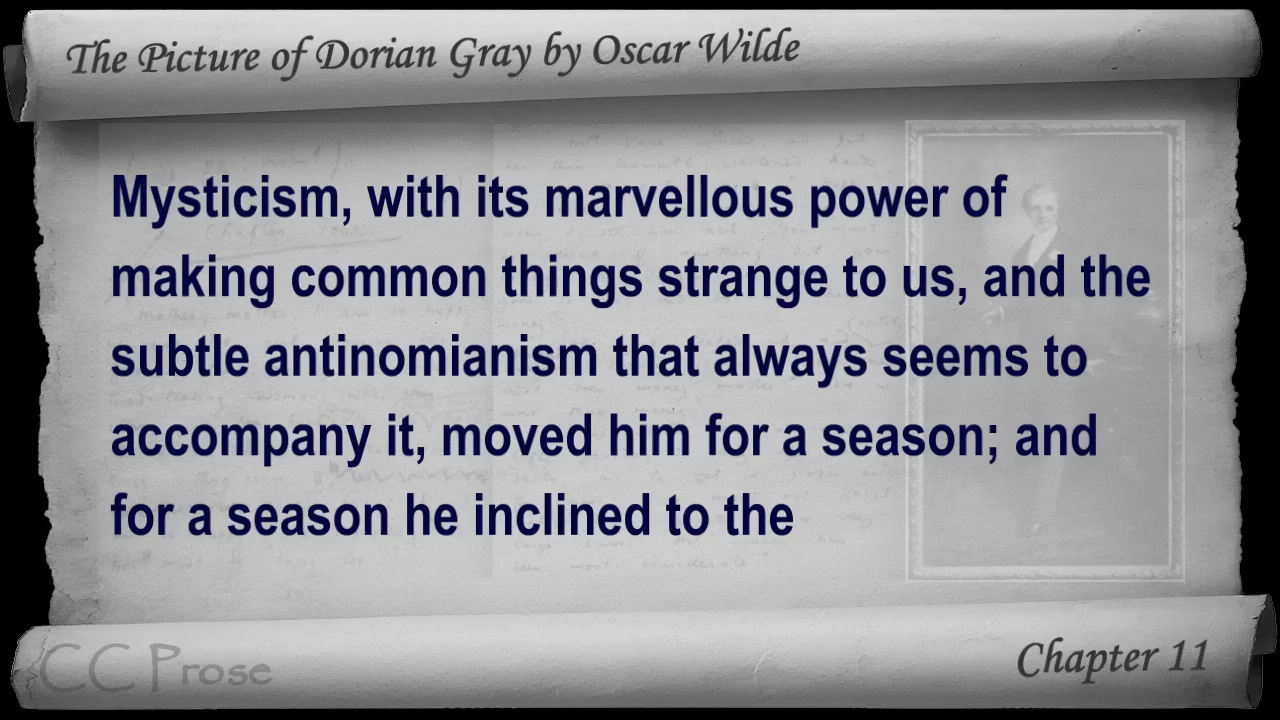 The Picture of Dorian Gray by Oscar Wilde
Mysticism, with its marvellous power of
making common things strange to us, and the
subtle antinomianism that always seems to
accompany it, moved him for a season; and
for a season he inclined to the
CC Prose
Chapter 11